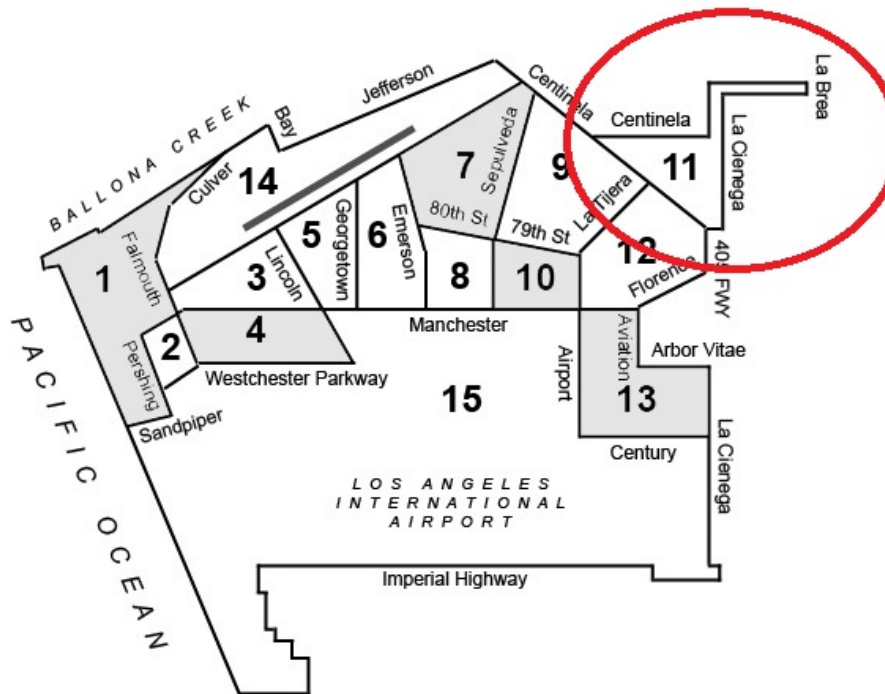 La Brea
Centinela
Jefferson
Bay
BALLONA CREEK
Centinela
La Cienega
Culver
14
7
Sepulveda
9
11
La Tijera
80th St
79th St
Georgetown
5
6
Emerson
Falmouth
1
3
Lincoln
8
10
12
Florence
405 FWY
Manchester
4
2
Pershing
Westchester Parkway
Sandpiper
15
Airport
Aviation
Arbor Vitae
13
Century
La Cienega
PACIFIC OCEAN
LOS ANGELES
INTERNATIONAL
AIRPORT
Imperial Highway